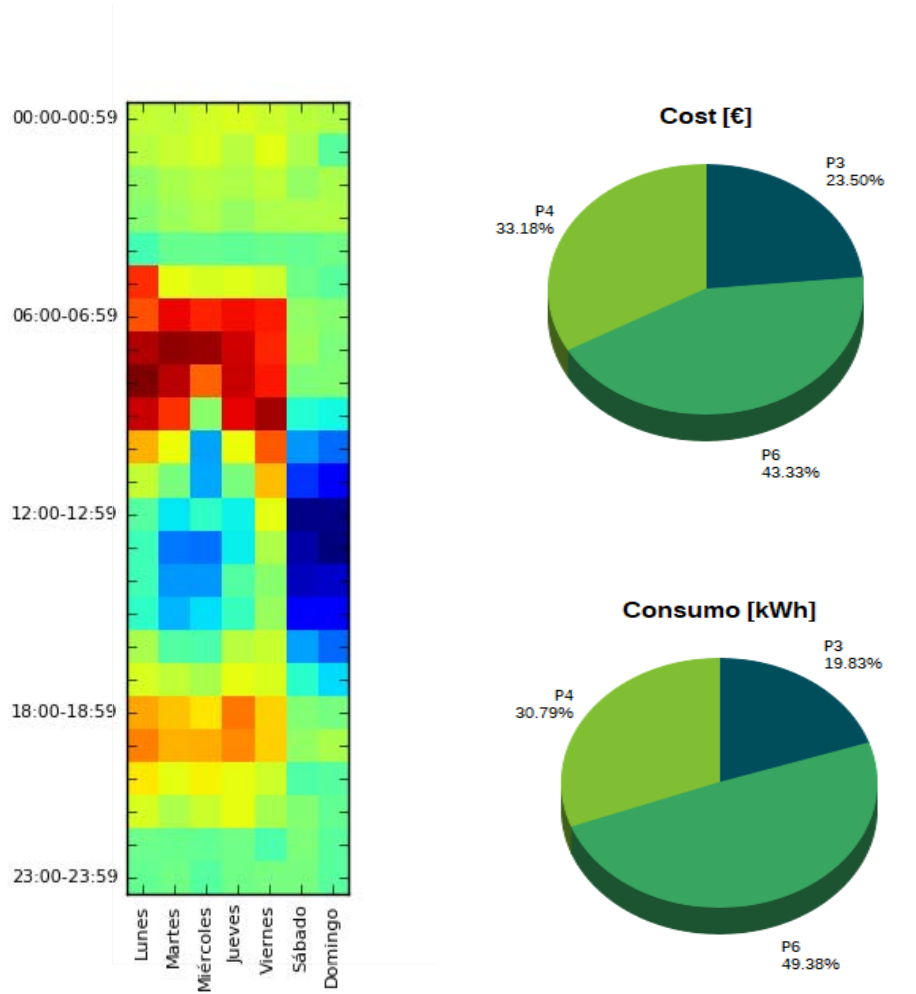 00:00-00:59
06:00-06:59
12:00-12:59
18:00-18:59
23:00-23:59
Lunes
Martes
Miércoles
Jueves
Viernes
Sábado
Domingo
Cost [€]
P3
23.50%
P4
33.18%
P6
43.33%
Consumo [kWh]
P3
19.83%
P4
30.79%
P6
49.38%